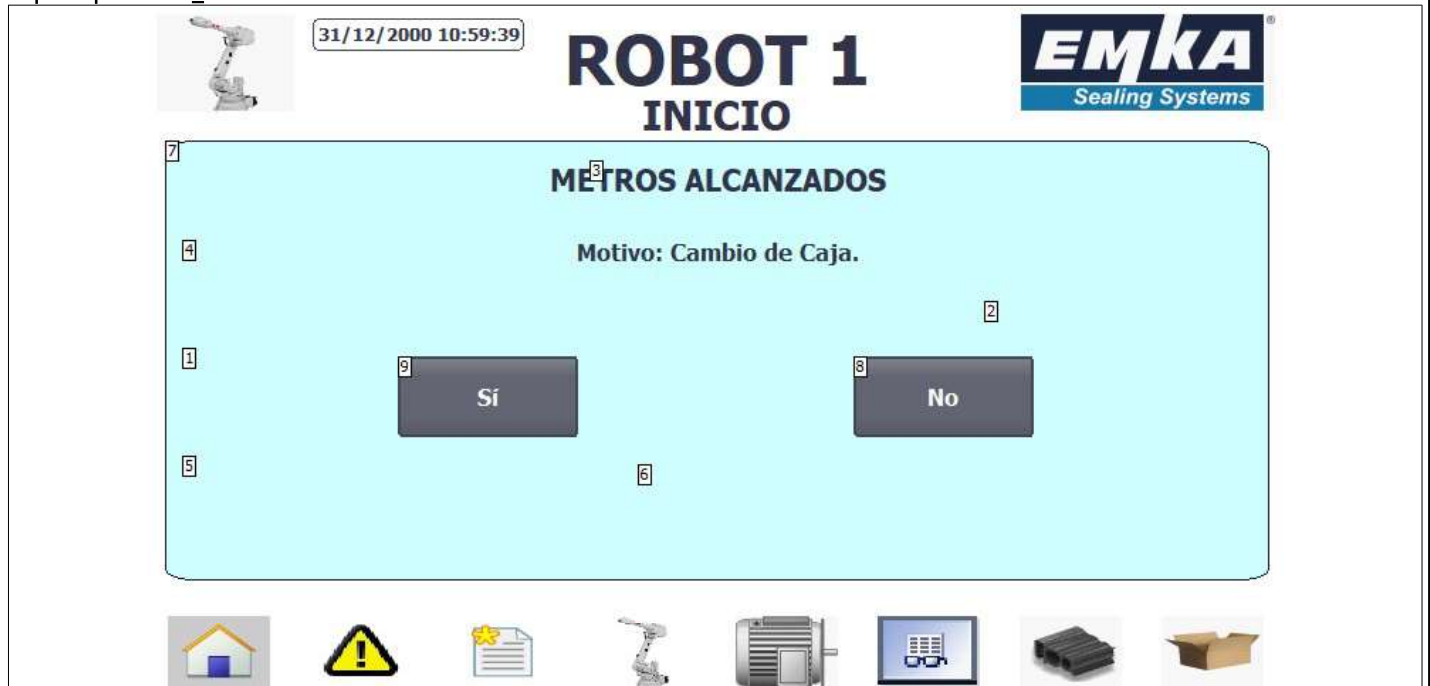 31/12/2000 10:59:39
ROBOT 1
INICIO
EMKA®
Sealing Systems
7
3
METROS ALCANZADOS
4
Motivo: Cambio de Caja.
2
1
9
Sí
8
No
5
6